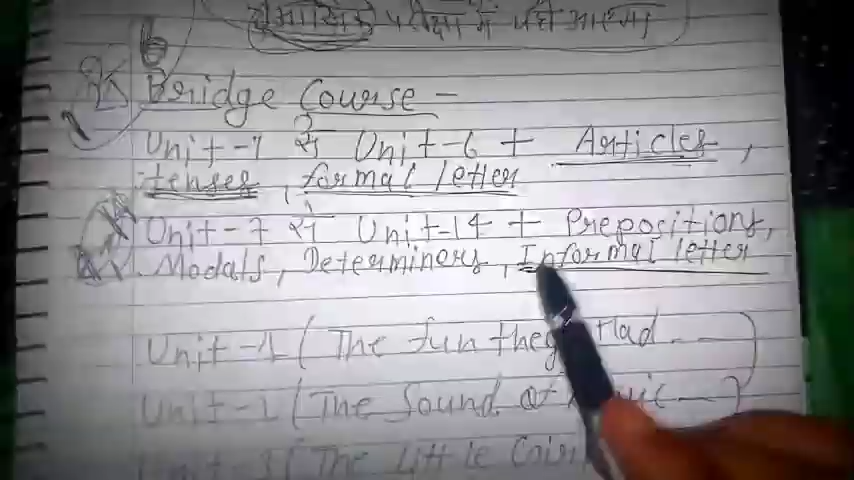 Bridge Course -
Unit-1 से Unit-6 + Articles,
tenses, formal letter
Unit-7 से Unit-14 + Prepositions,
Modals, Determiners, Informal letter
Unit-1 (The fun they Had - -)
Unit-2 (The Sound of -)
Unit-3 (The Little